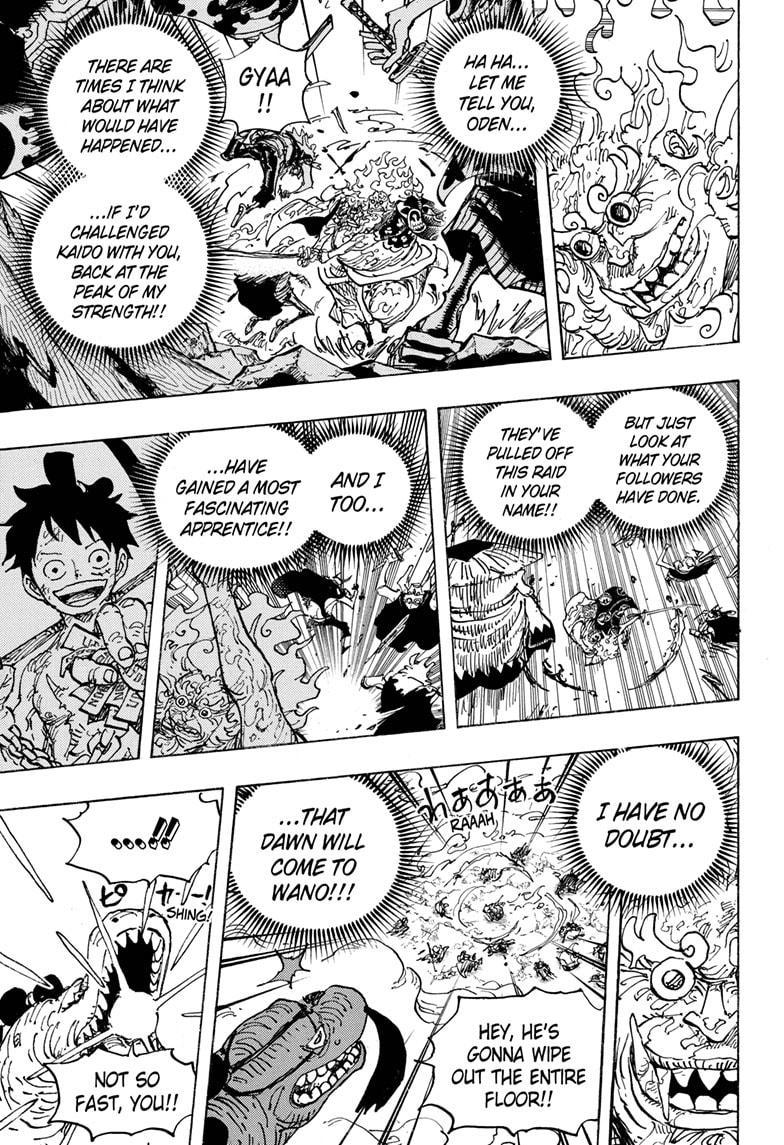 HA HA...
LET ME
TELL YOU,
ODEN...
GYAA
!!
THERE ARE
TIMES I THINK
ABOUT WHAT
WOULD HAVE
HAPPENED...
...IF I'D
CHALLENGED
KAIDO WITH YOU,
BACK AT THE
PEAK OF MY
STRENGTH!!
BUT JUST
LOOK AT
WHAT YOUR
FOLLOWERS
HAVE DONE.
THEY'VE
PULLED OFF
THIS RAID
IN YOUR
NAME!!
AND I
TOO...
...HAVE
GAINED A MOST
FASCINATING
APPRENTICE!!
I HAVE NO
DOUBT...
わああああ
RAAAH
...THAT
DAWN WILL
COME TO
WANO!!!
HEY, HE'S
GONNA WIPE
OUT THE ENTIRE
FLOOR!!
...!!
ピカーー!
SHING!
NOT SO
FAST, YOU!!